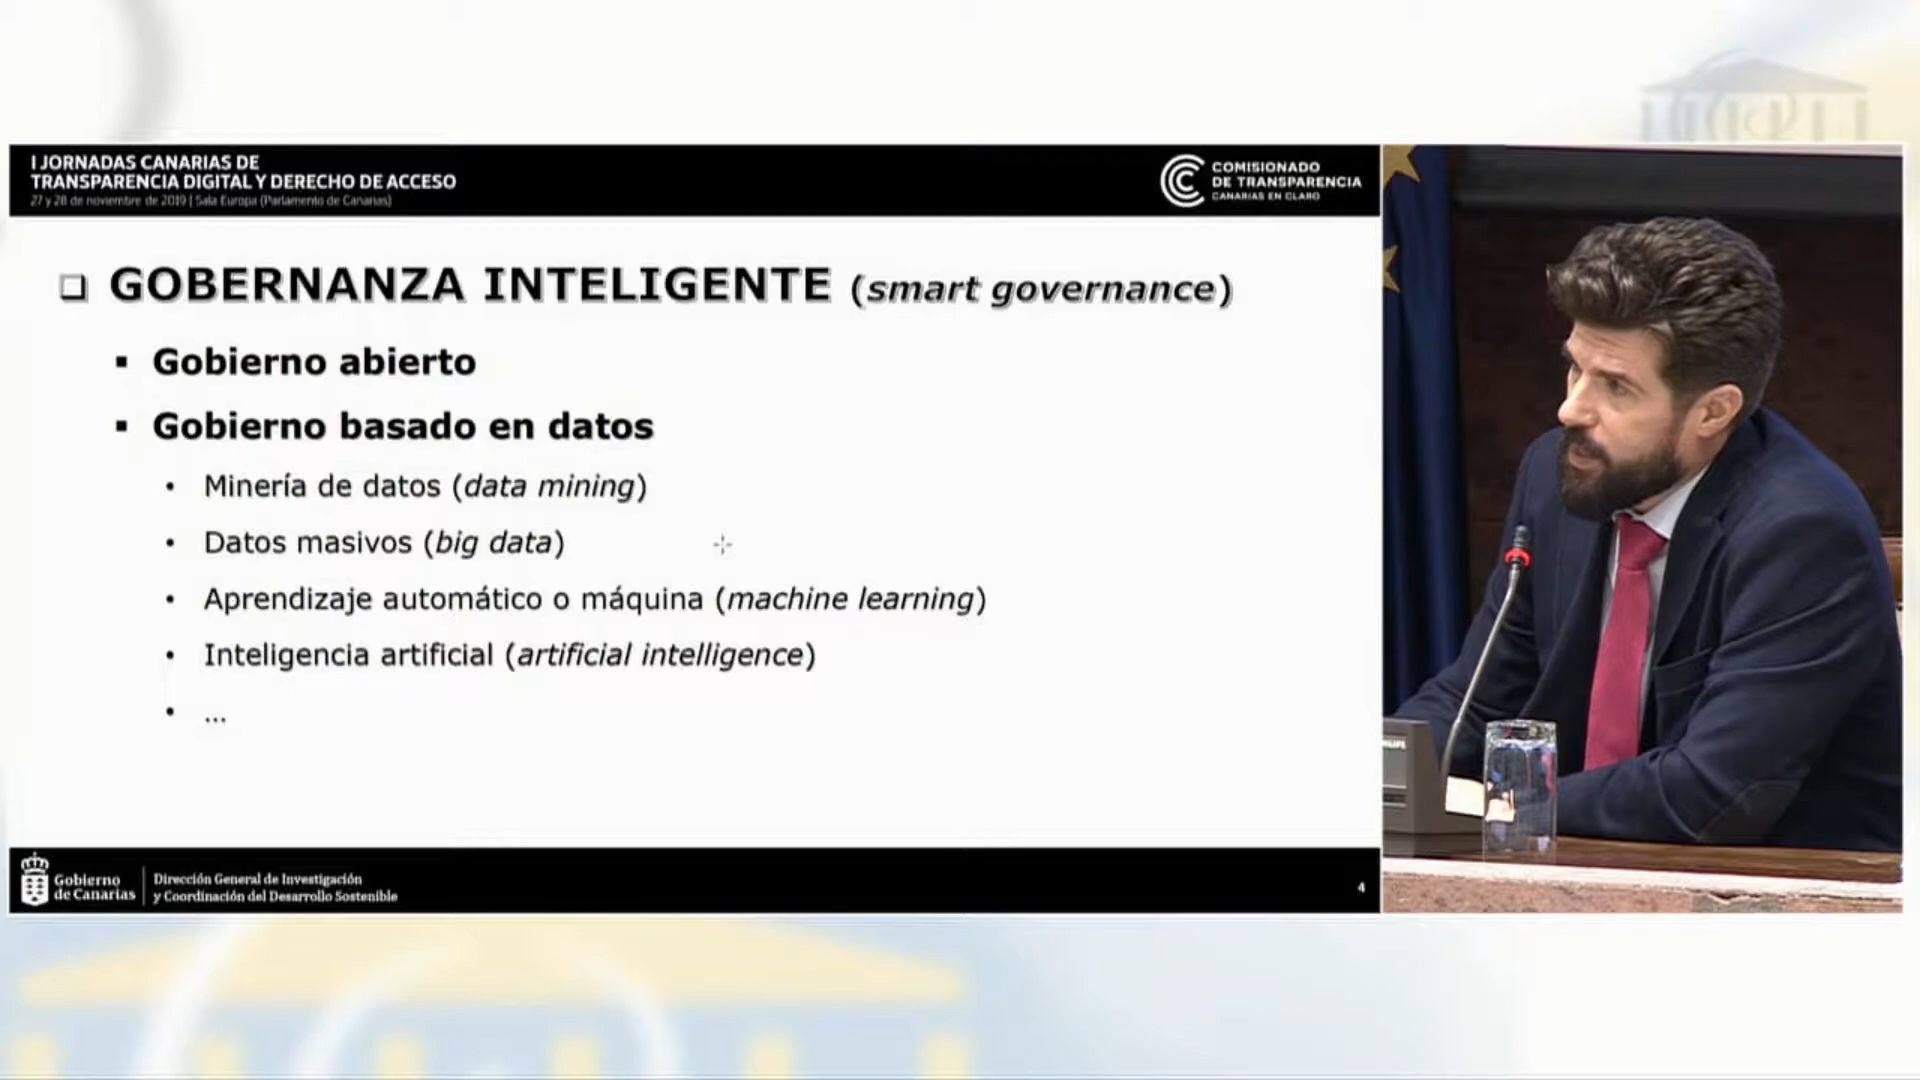 I JORNADAS CANARIAS DE
TRANSPARENCIA DIGITAL Y DERECHO DE ACCESO
27 y 28 de noviembre de 2019 | Sala Europa (Parlamento de Canarias)
COMISIONADO
DE TRANSPARENCIA
CANARIAS EN CLARO
GOBERNANZA INTELIGENTE (smart governance)
Gobierno abierto
Gobierno basado en datos
Minería de datos (data mining)
Datos masivos (big data)
Aprendizaje automático o máquina (machine learning)
Inteligencia artificial (artificial intelligence)
...
Gobierno
de Canarias
Dirección General de Investigación
y Coordinación del Desarrollo Sostenible
4